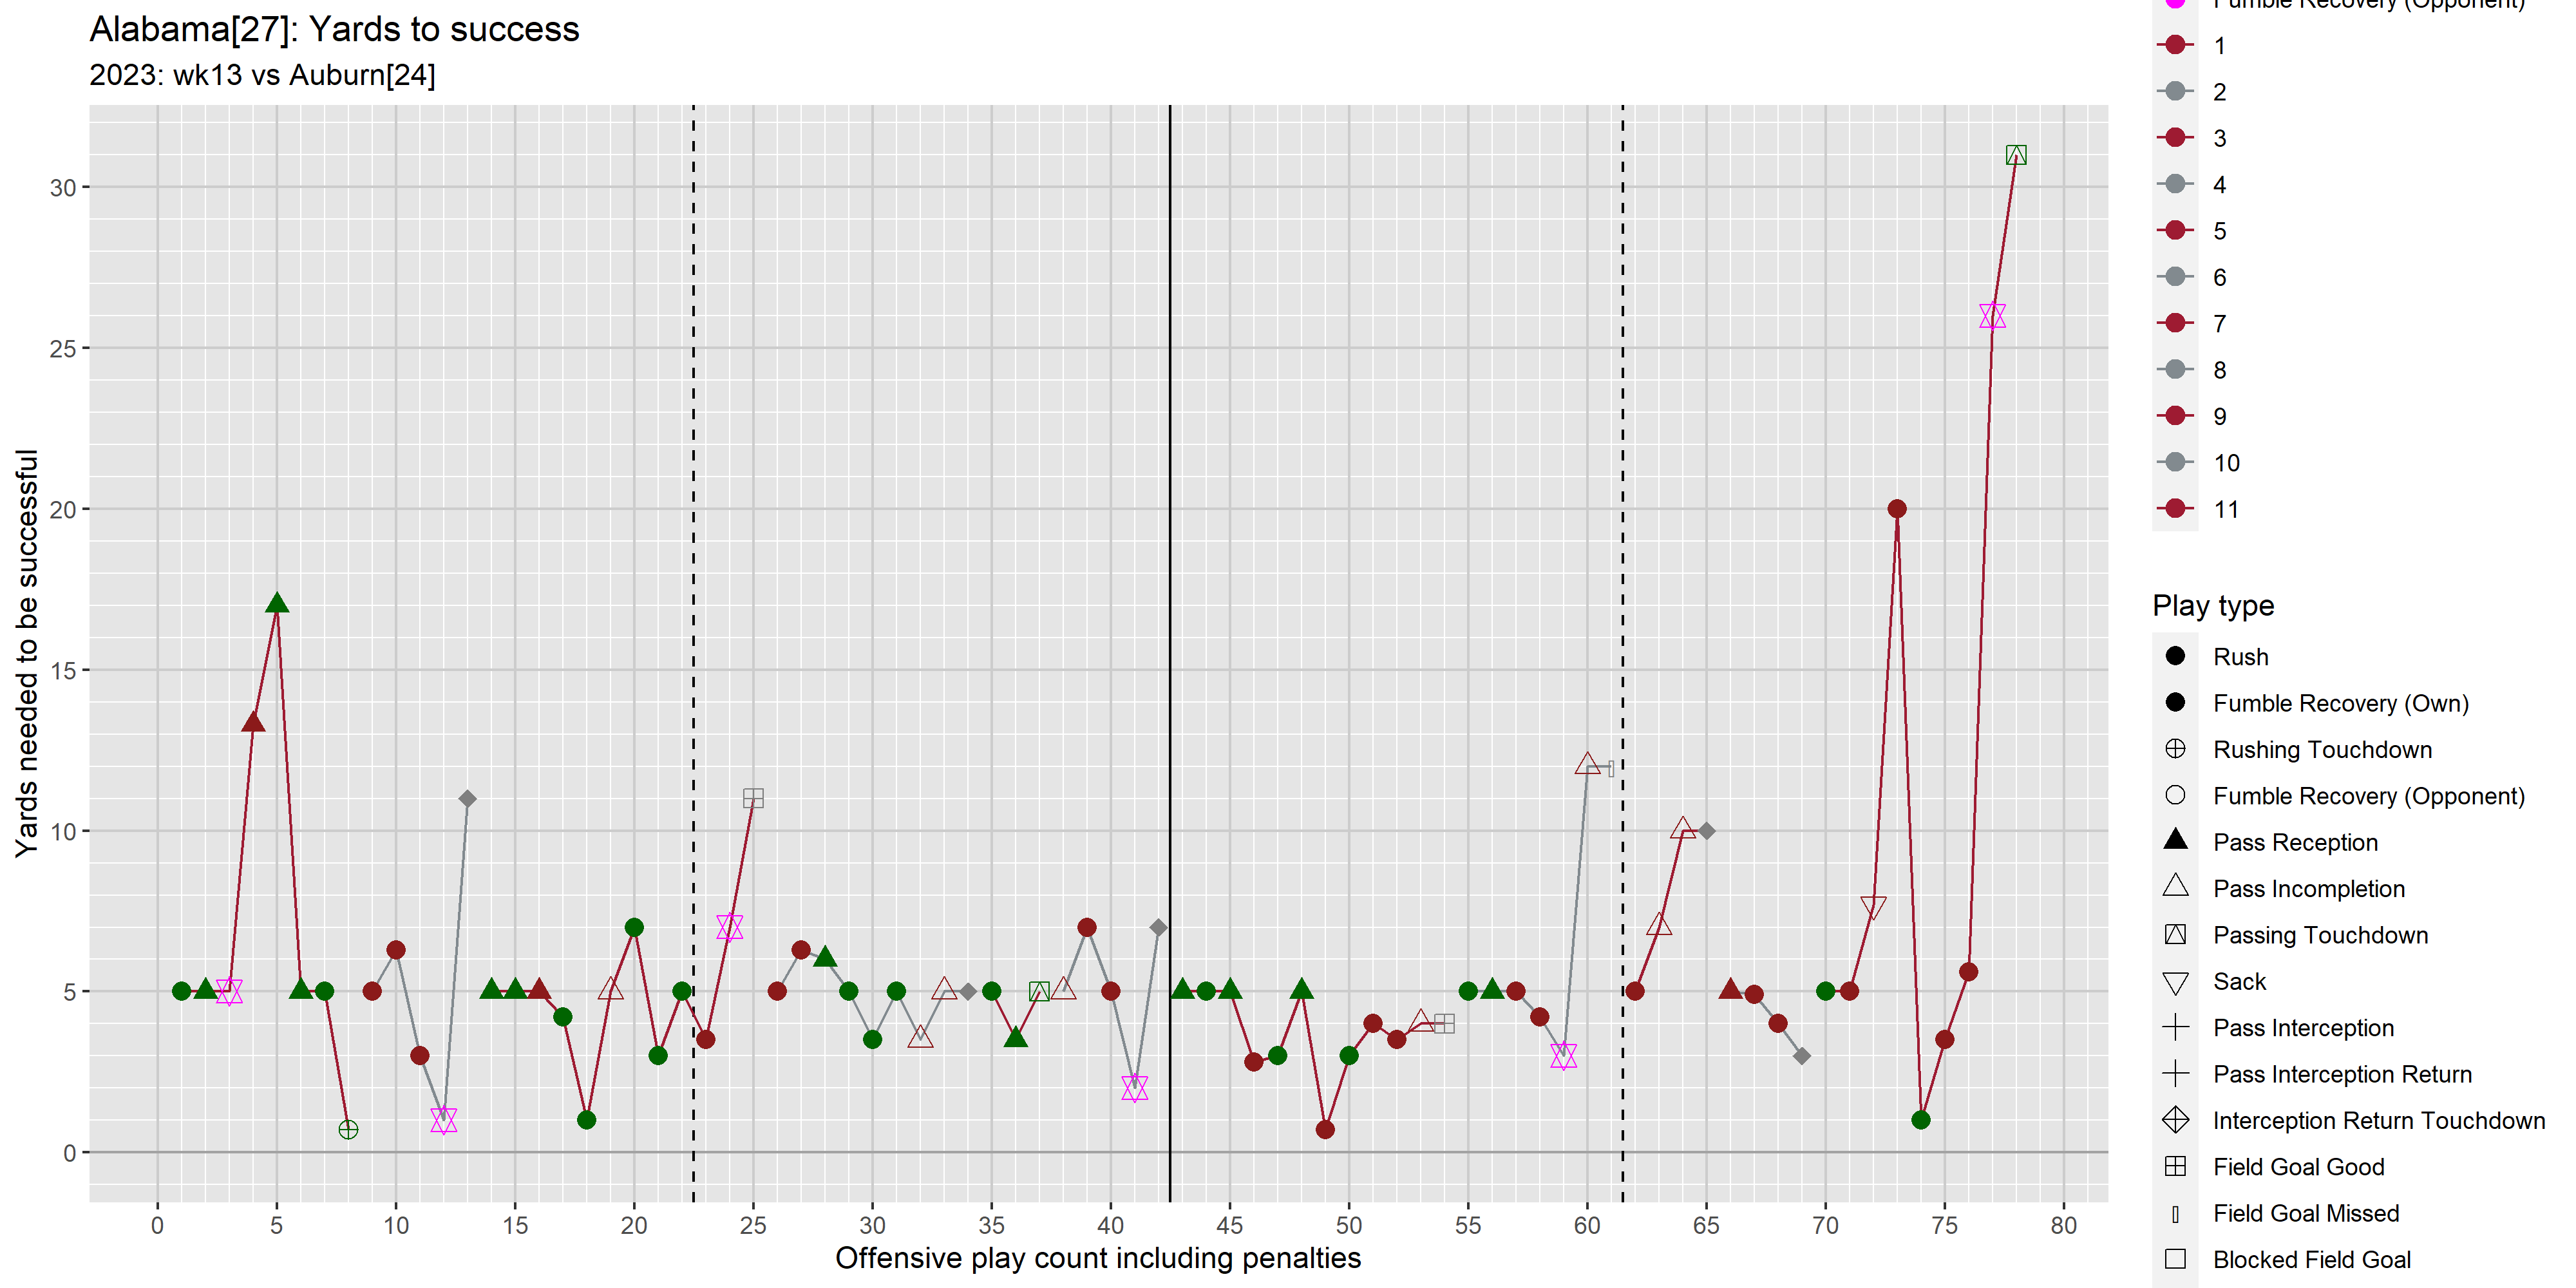 Alabama[27]: Yards to success
2023: wk13 vs Auburn[24]
Yards needed to be successful
30
25
20
15
10
5
0
0 5 10 15 20 25 30 35 40 45 50 55 60 65 70 75 80
Offensive play count including penalties
Fumble Recovery (Opponent)
1
2
3
4
5
6
7
8
9
10
11
Play type
Rush
Fumble Recovery (Own)
Rushing Touchdown
Fumble Recovery (Opponent)
Pass Reception
Pass Incompletion
Passing Touchdown
Sack
Pass Interception
Pass Interception Return
Interception Return Touchdown
Field Goal Good
Field Goal Missed
Blocked Field Goal